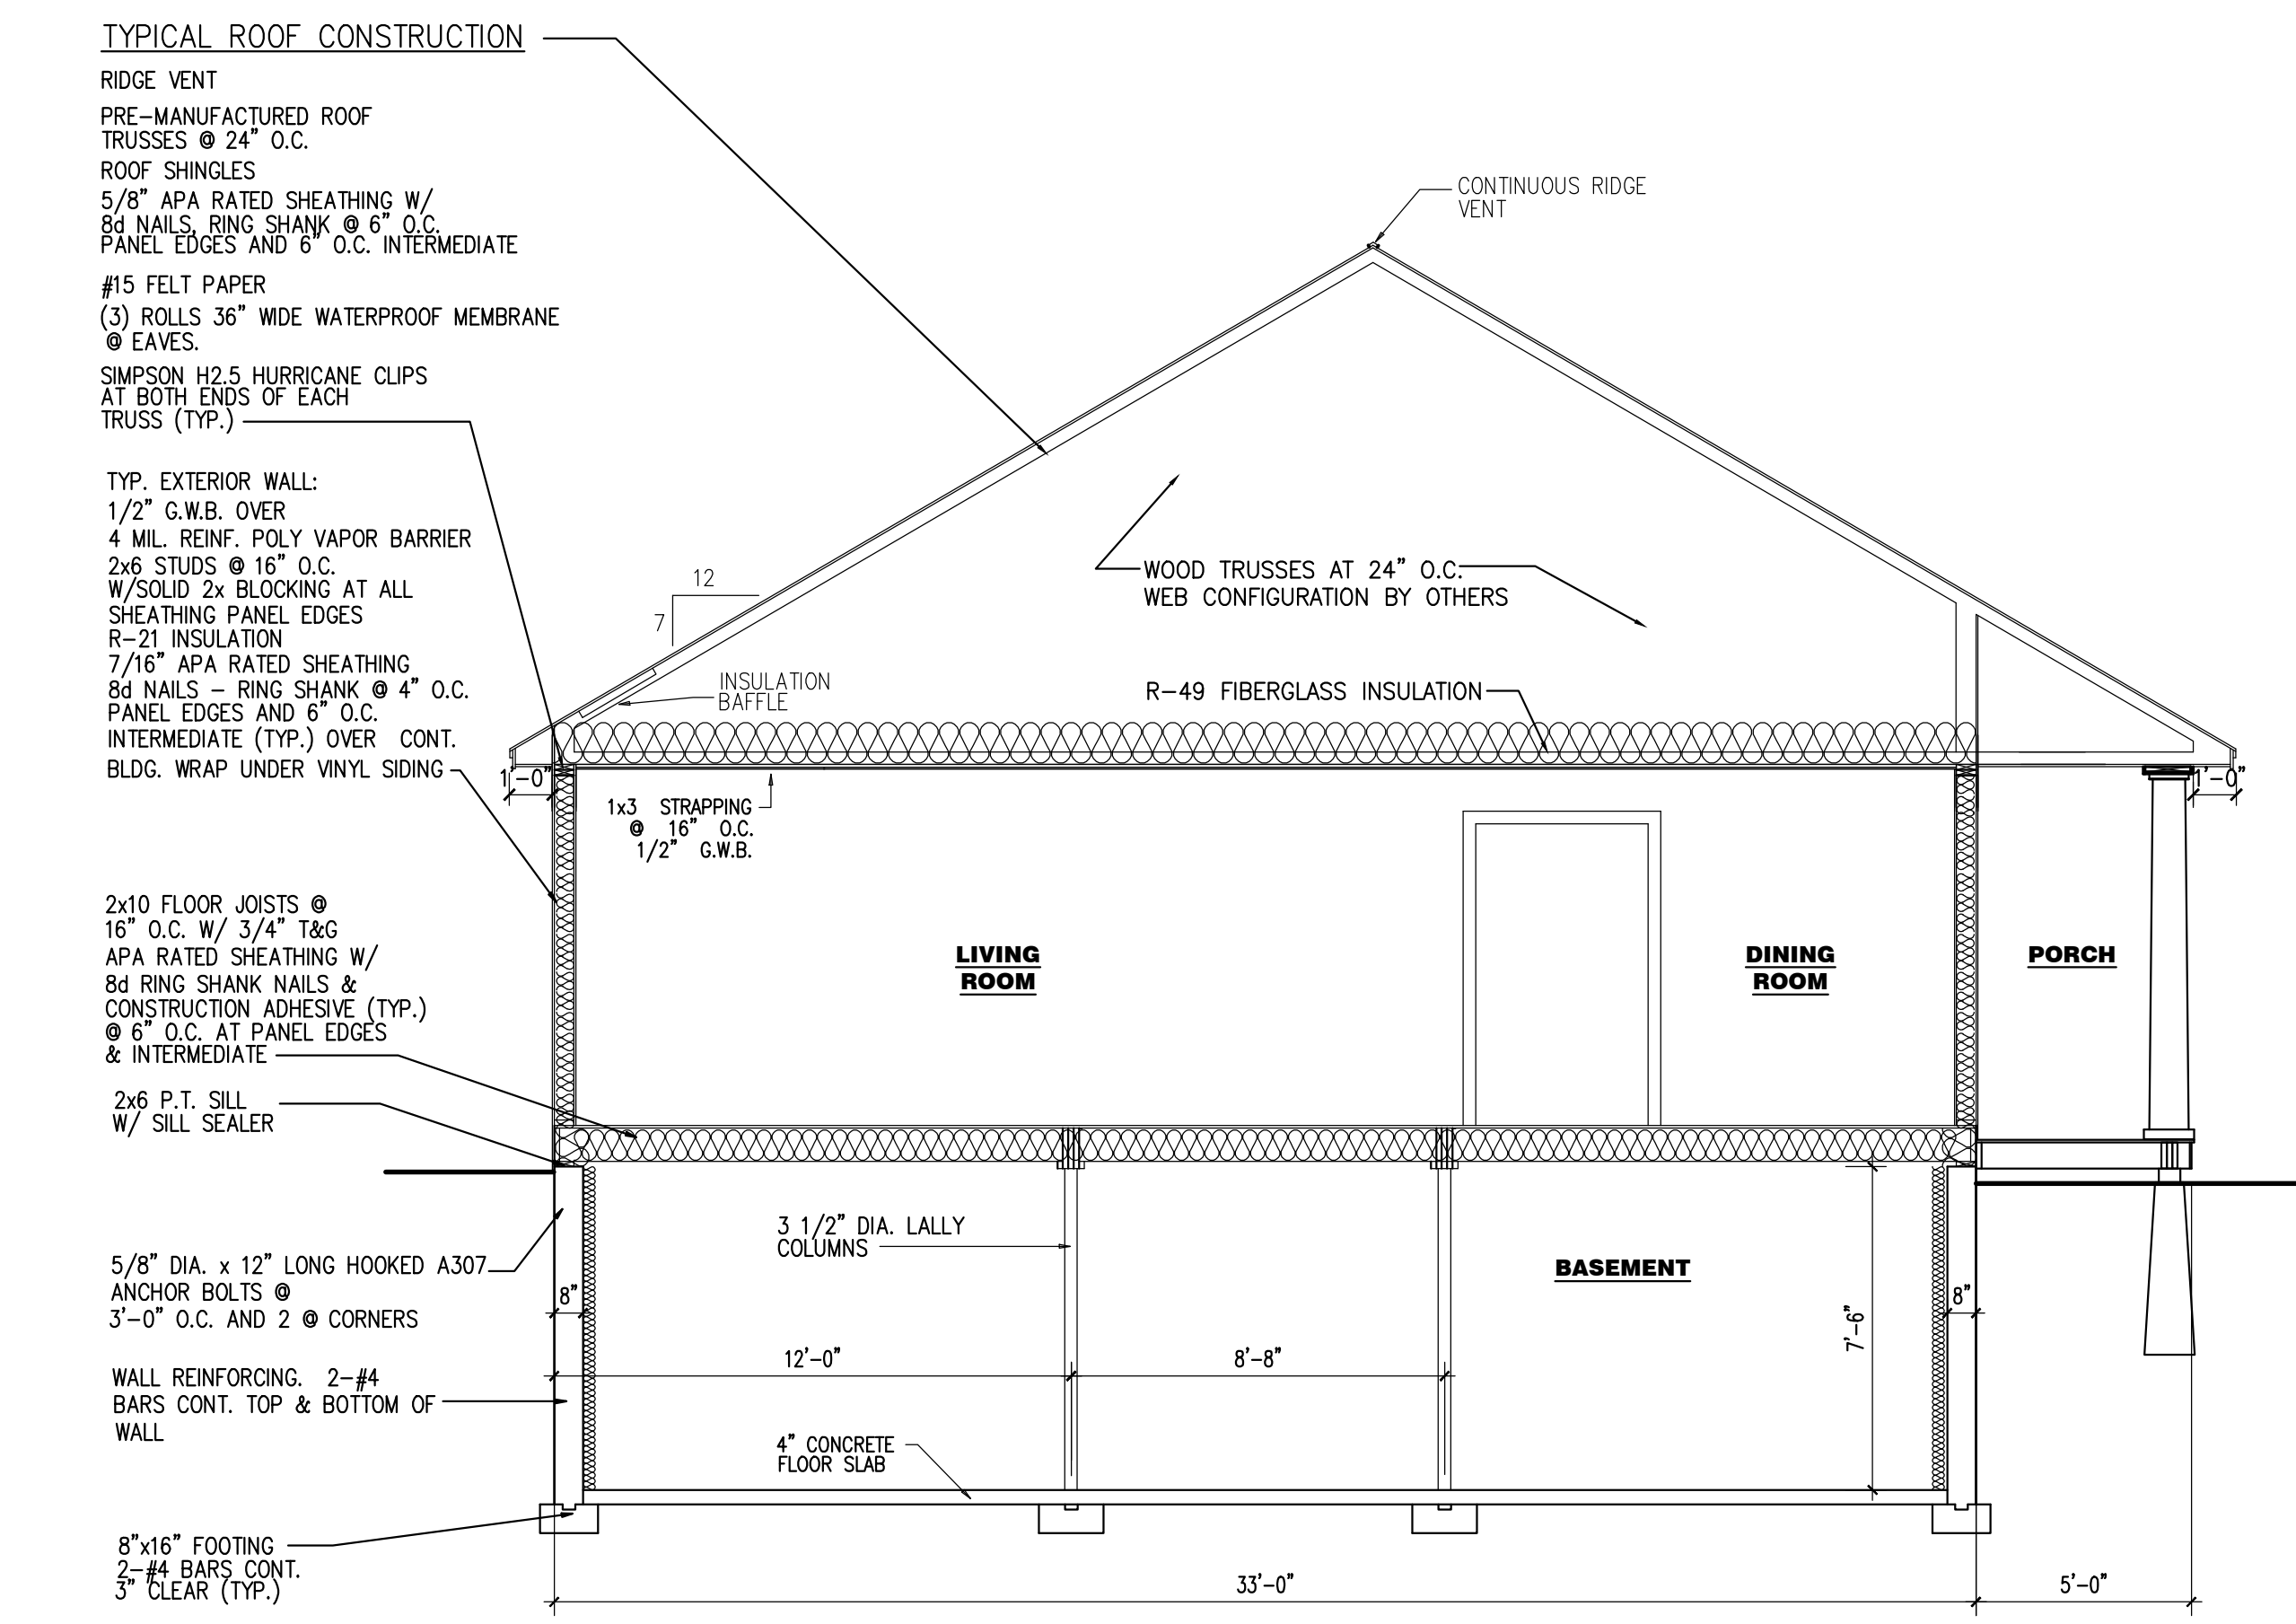 TYPICAL ROOF CONSTRUCTION
RIDGE VENT
PRE-MANUFACTURED ROOF
TRUSSES @ 24" O.C.
ROOF SHINGLES
5/8" APA RATED SHEATHING W/
8d NAILS, RING SHANK @ 6" O.C.
PANEL EDGES AND 6" O.C. INTERMEDIATE
#15 FELT PAPER
(3) ROLLS 36" WIDE WATERPROOF MEMBRANE
@ EAVES.
SIMPSON H2.5 HURRICANE CLIPS
AT BOTH ENDS OF EACH
TRUSS (TYP.)
TYP. EXTERIOR WALL:
1/2" G.W.B. OVER
4 MIL. REINF. POLY VAPOR BARRIER
2x6 STUDS @ 16" O.C.
W/SOLID 2x BLOCKING AT ALL
SHEATHING PANEL EDGES
R-21 INSULATION
7/16" APA RATED SHEATHING
8d NAILS - RING SHANK @ 4" O.C.
PANEL EDGES AND 6" O.C.
INTERMEDIATE (TYP.) OVER CONT.
BLDG. WRAP UNDER VINYL SIDING
2x10 FLOOR JOISTS @
16" O.C. W/ 3/4" T&G
APA RATED SHEATHING W/
8d RING SHANK NAILS &
CONSTRUCTION ADHESIVE (TYP.)
@ 6" O.C. AT PANEL EDGES
& INTERMEDIATE
2x6 P.T. SILL
W/ SILL SEALER
5/8" DIA. x 12" LONG HOOKED A307
ANCHOR BOLTS @
3'-0" O.C. AND 2 @ CORNERS
WALL REINFORCING. 2-#4
BARS CONT. TOP & BOTTOM OF
WALL
8"x16" FOOTING
2-#4 BARS CONT.
3" CLEAR (TYP.)
CONTINUOUS RIDGE
VENT
12
7
INSULATION
BAFFLE
WOOD TRUSSES AT 24" O.C.
WEB CONFIGURATION BY OTHERS
R-49 FIBERGLASS INSULATION
1'-0"
1'-0"
1x3 STRAPPING
@ 16" O.C.
1/2" G.W.B.
LIVING
ROOM
DINING
ROOM
PORCH
3 1/2" DIA. LALLY
COLUMNS
BASEMENT
8"
8"
7'-6"
12'-0"
8'-8"
4" CONCRETE
FLOOR SLAB
33'-0"
5'-0"